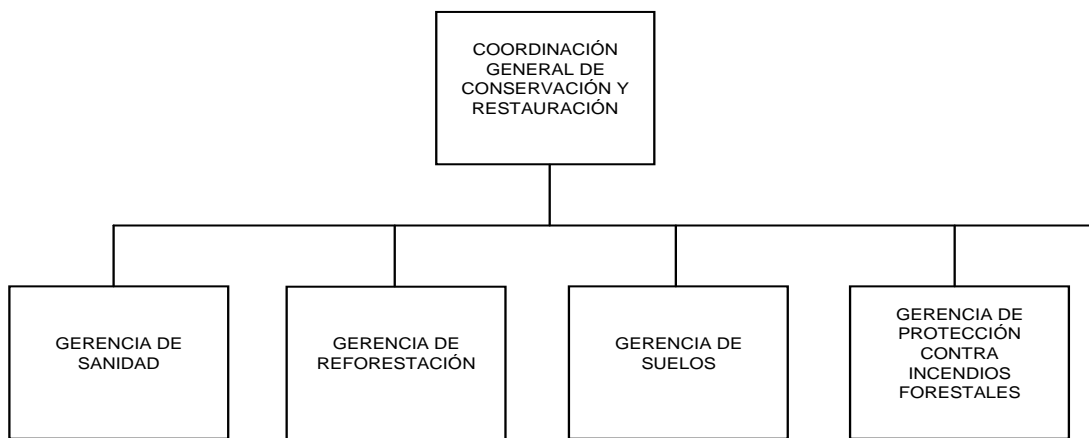 COORDINACIÓN
GENERAL DE
CONSERVACIÓN Y
RESTAURACIÓN
GERENCIA DE
SANIDAD
GERENCIA DE
REFORESTACIÓN
GERENCIA DE
SUELOS
GERENCIA DE
PROTECCIÓN
CONTRA
INCENDIOS
FORESTALES